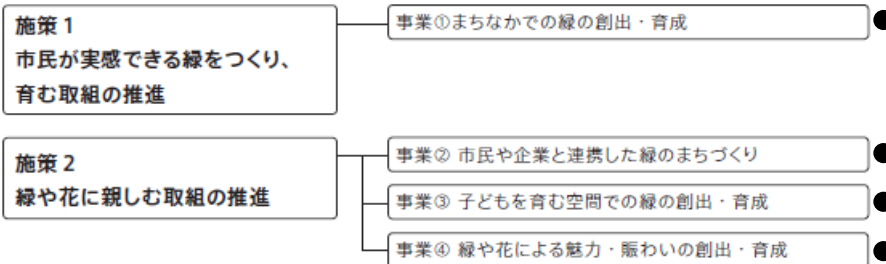 施策 1
市民が実感できる緑をつくり、
育む取組の推進
事業①まちなかでの緑の創出・育成
施策 2
緑や花に親しむ取組の推進
事業② 市民や企業と連携した緑のまちづくり
事業③ 子どもを育む空間での緑の創出・育成
事業④ 緑や花による魅力・賑わいの創出・育成